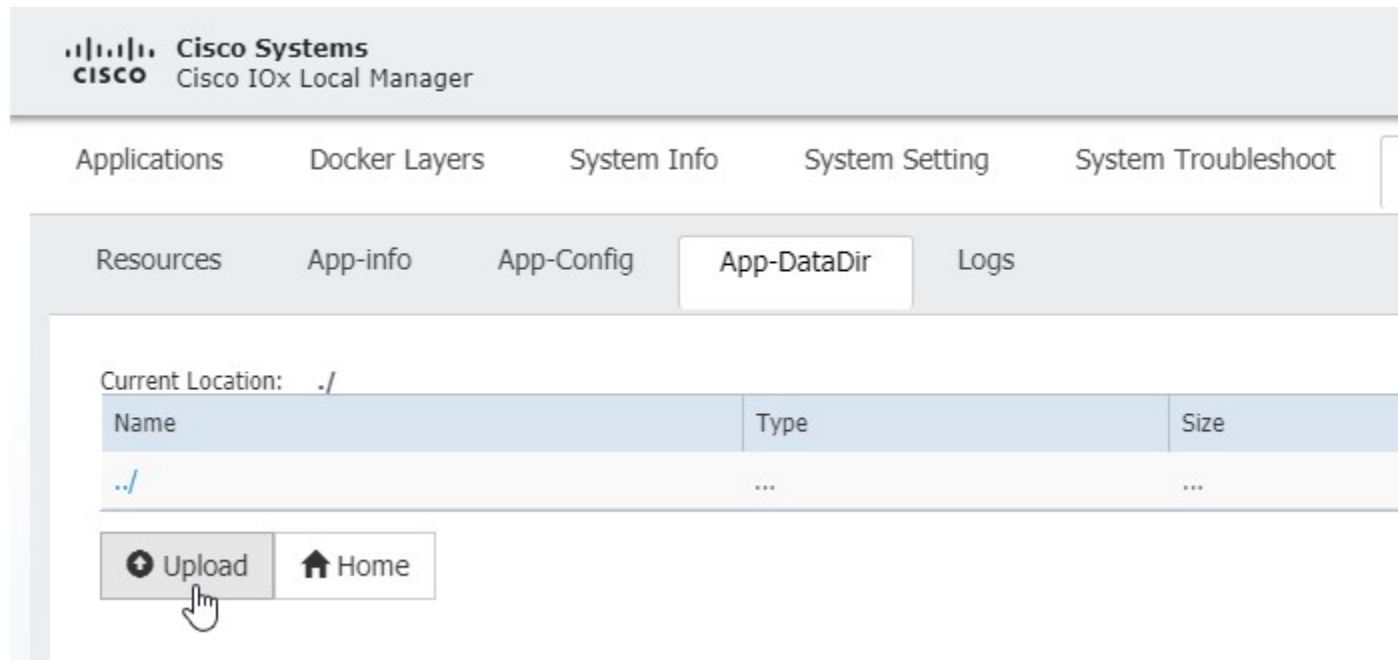 Cisco Systems
CISCO Cisco IOx Local Manager
Applications Docker Layers System Info System Setting System Troubleshoot
Resources App-info App-Config App-DataDir Logs
Current Location: ./
Name Type Size
../ ... ...
Upload Home